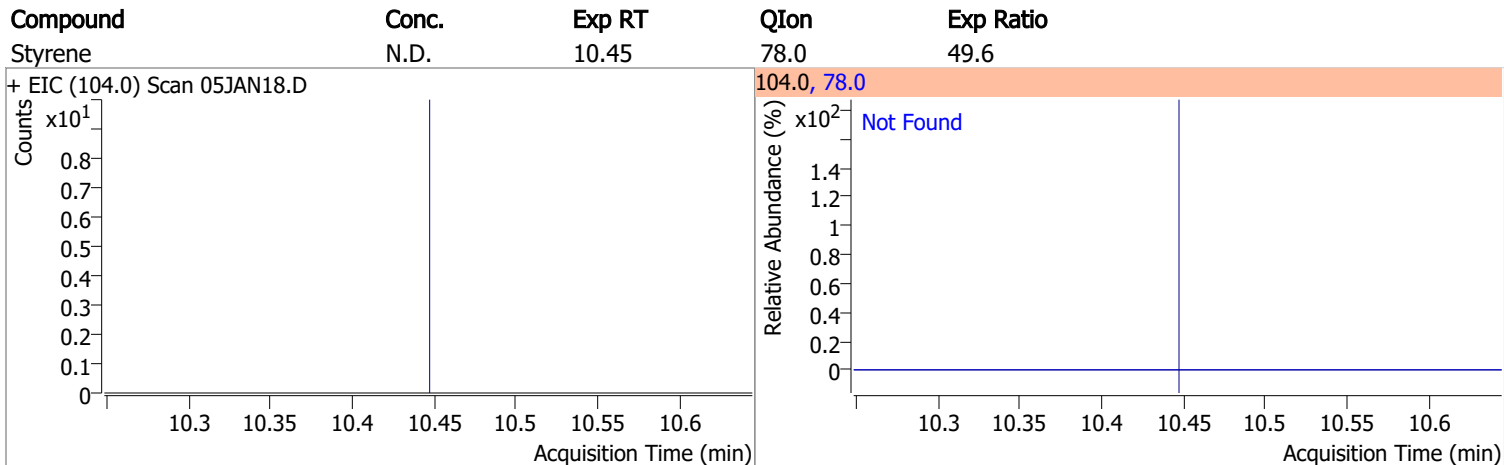 Compound Conc. Exp RT QIon Exp Ratio
Styrene N.D. 10.45 78.0 49.6
+ EIC (104.0) Scan 05JAN18.D
Counts
x10¹
0.8
0.7
0.6
0.5
0.4
0.3
0.2
0.1
0
10.3 10.35 10.4 10.45 10.5 10.55 10.6
Acquisition Time (min)
104.0, 78.0
Relative Abundance (%)
x10²
Not Found
1.4
1.2
1
0.8
0.6
0.4
0.2
0
10.3 10.35 10.4 10.45 10.5 10.55 10.6
Acquisition Time (min)